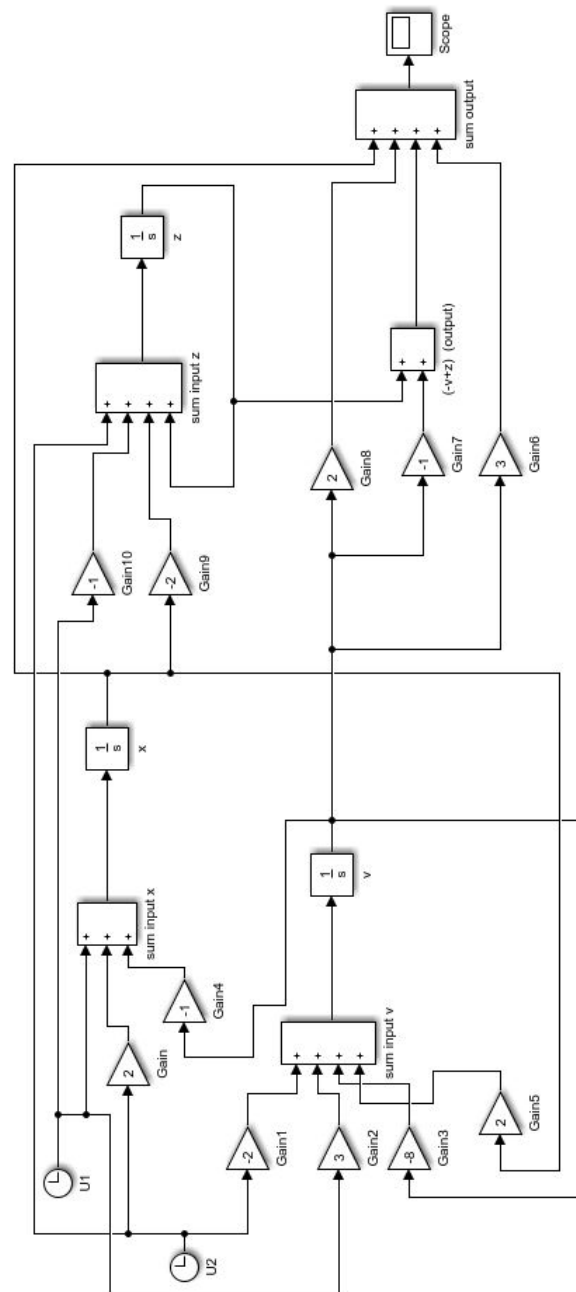 U1
U2
2
Gain
-2
Gain1
3
Gain2
-8
Gain3
2
Gain5
-1
Gain4
+
+
+
sum input x
+
+
+
+
sum input v
1
s
x
1
s
v
-1
Gain10
-2
Gain9
+
+
+
+
sum input z
1
s
z
2
Gain8
-1
Gain7
3
Gain6
+
+
(-v+z) (output)
+
+
+
+
sum output
Scope